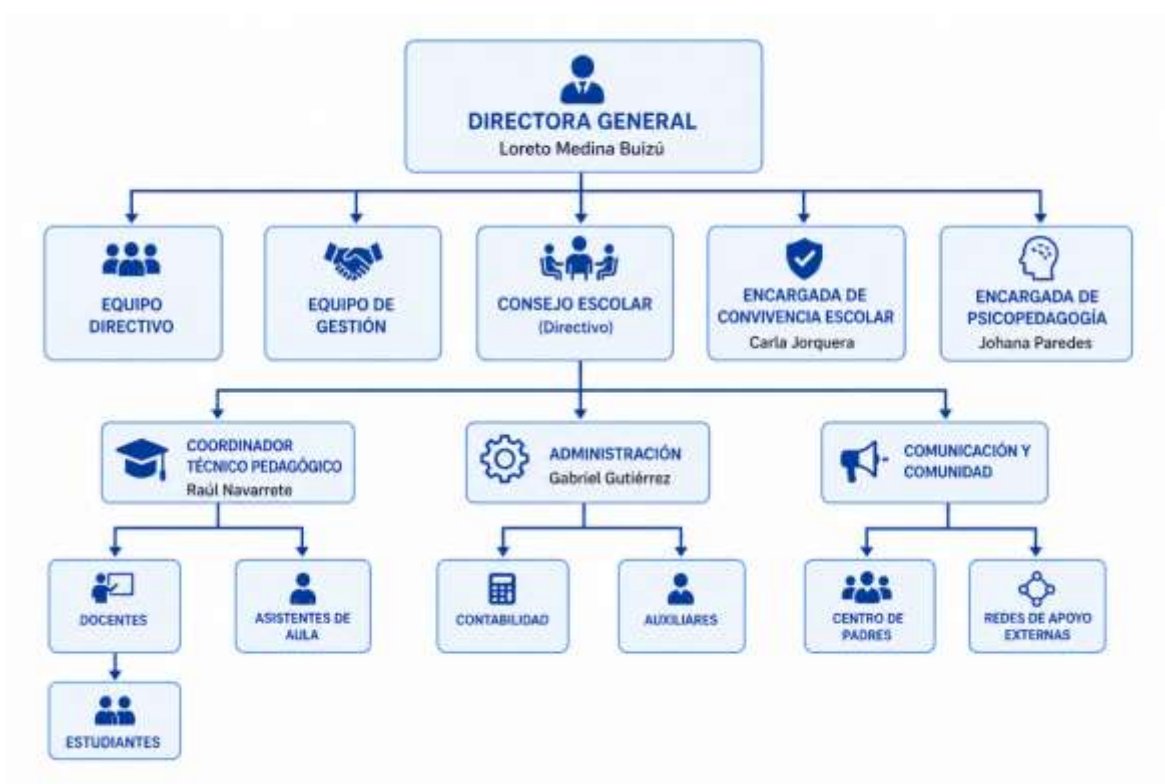 DIRECTORA GENERAL
Loreto Medina Buizú
EQUIPO
DIRECTIVO
EQUIPO DE
GESTIÓN
CONSEJO ESCOLAR
(Directivo)
ENCARGADA DE
CONVIVENCIA ESCOLAR
Carla Jorquera
ENCARGADA DE
PSICOPEDAGOGÍA
Johana Paredes
COORDINADOR
TÉCNICO PEDAGÓGICO
Raúl Navarrete
ADMINISTRACIÓN
Gabriel Gutiérrez
COMUNICACIÓN Y
COMUNIDAD
DOCENTES
ASISTENTES DE
AULA
CONTABILIDAD
AUXILIARES
CENTRO DE
PADRES
REDES DE APOYO
EXTERNAS
ESTUDIANTES